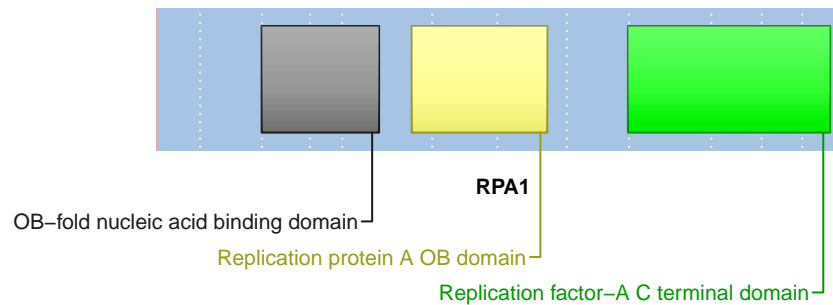 RPA1
OB−fold nucleic acid binding domain
Replication protein A OB domain
Replication factor−A C terminal domain